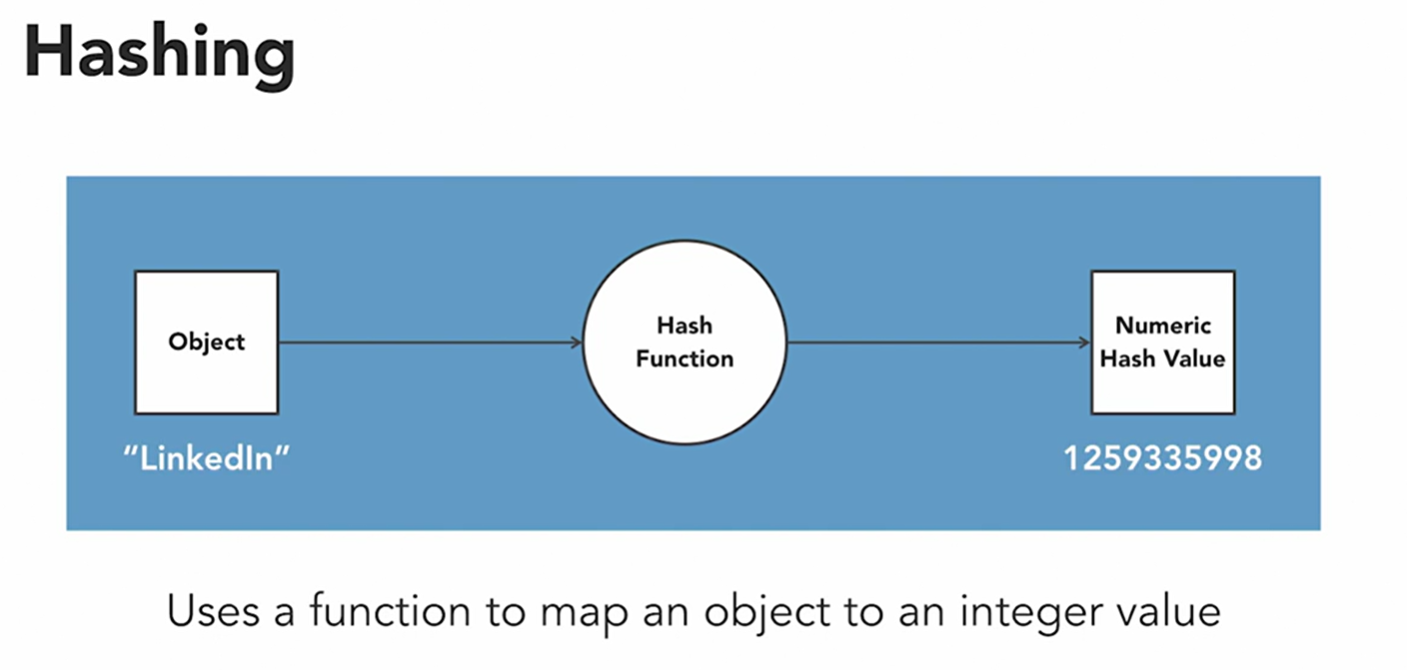 Hashing
Object
Hash
Function
Numeric
Hash Value
“LinkedIn”
1259335998
Uses a function to map an object to an integer value